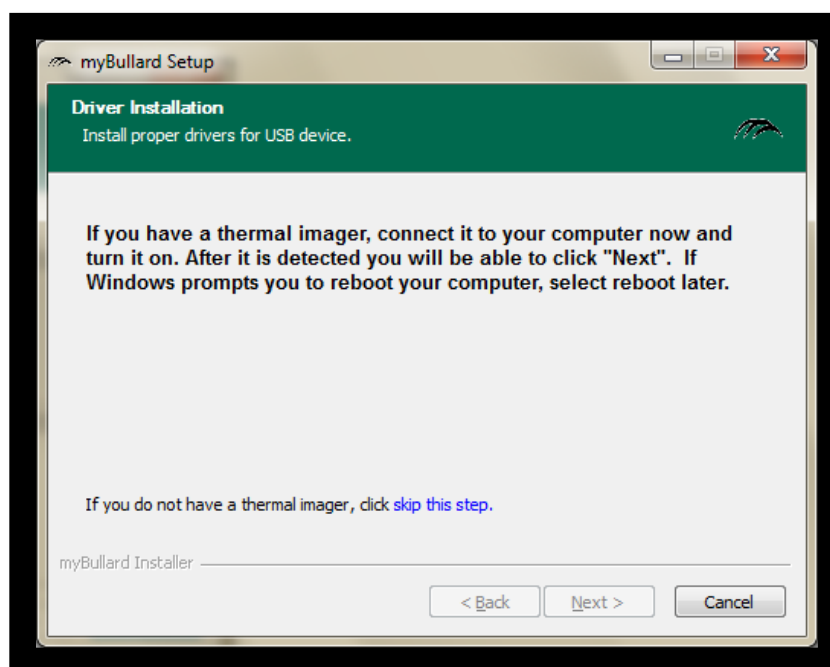 myBullard Setup
Driver Installation
Install proper drivers for USB device.
If you have a thermal imager, connect it to your computer now and
turn it on. After it is detected you will be able to click "Next".  If
Windows prompts you to reboot your computer, select reboot later.
If you do not have a thermal imager, click skip this step.
myBullard Installer
< Back Next > Cancel